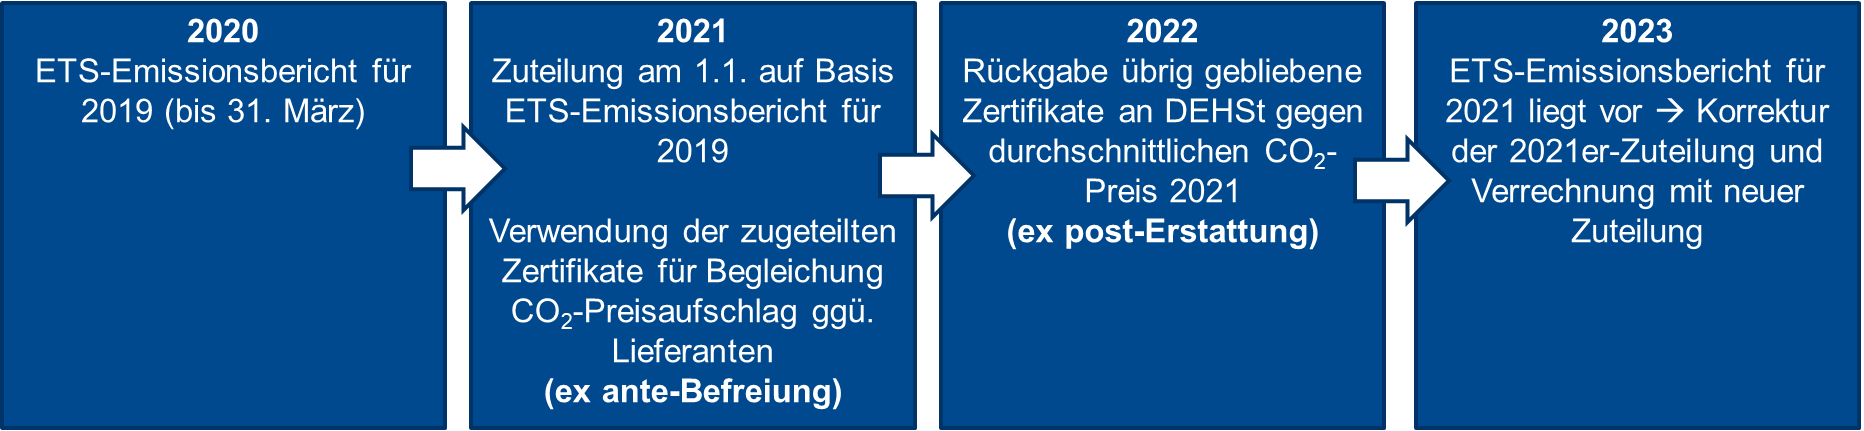 2020
ETS-Emissionsbericht für
2019 (bis 31. März)
2021
Zuteilung am 1.1. auf Basis
ETS-Emissionsbericht für
2019
Verwendung der zugeteilten
Zertifikate für Begleichung
CO₂-Preisaufschlag ggü.
Lieferanten
(ex ante-Befreiung)
2022
Rückgabe übrig gebliebene
Zertifikate an DEHSt gegen
durchschnittlichen CO₂-
Preis 2021
(ex post-Erstattung)
2023
ETS-Emissionsbericht für
2021 liegt vor → Korrektur
der 2021er-Zuteilung und
Verrechnung mit neuer
Zuteilung